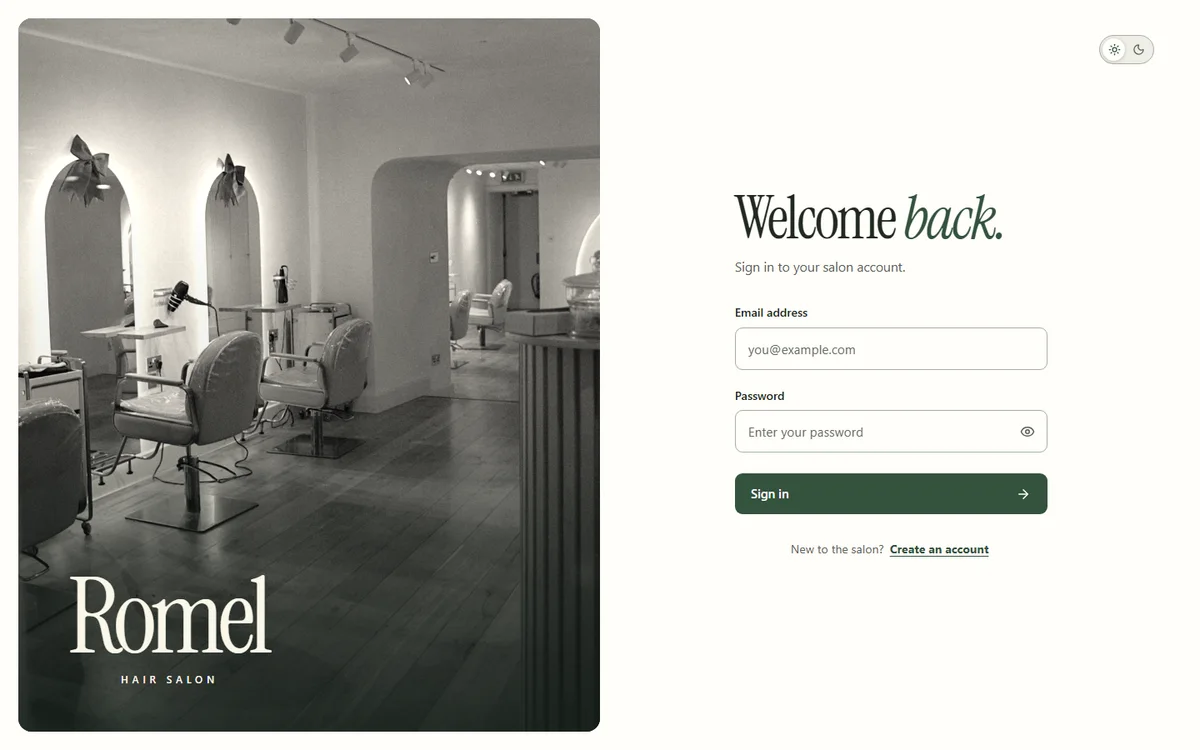 Romel
HAIR SALON
Welcome back.
Sign in to your salon account.
Email address
you@example.com
Password
Enter your password
Sign in
New to the salon? Create an account